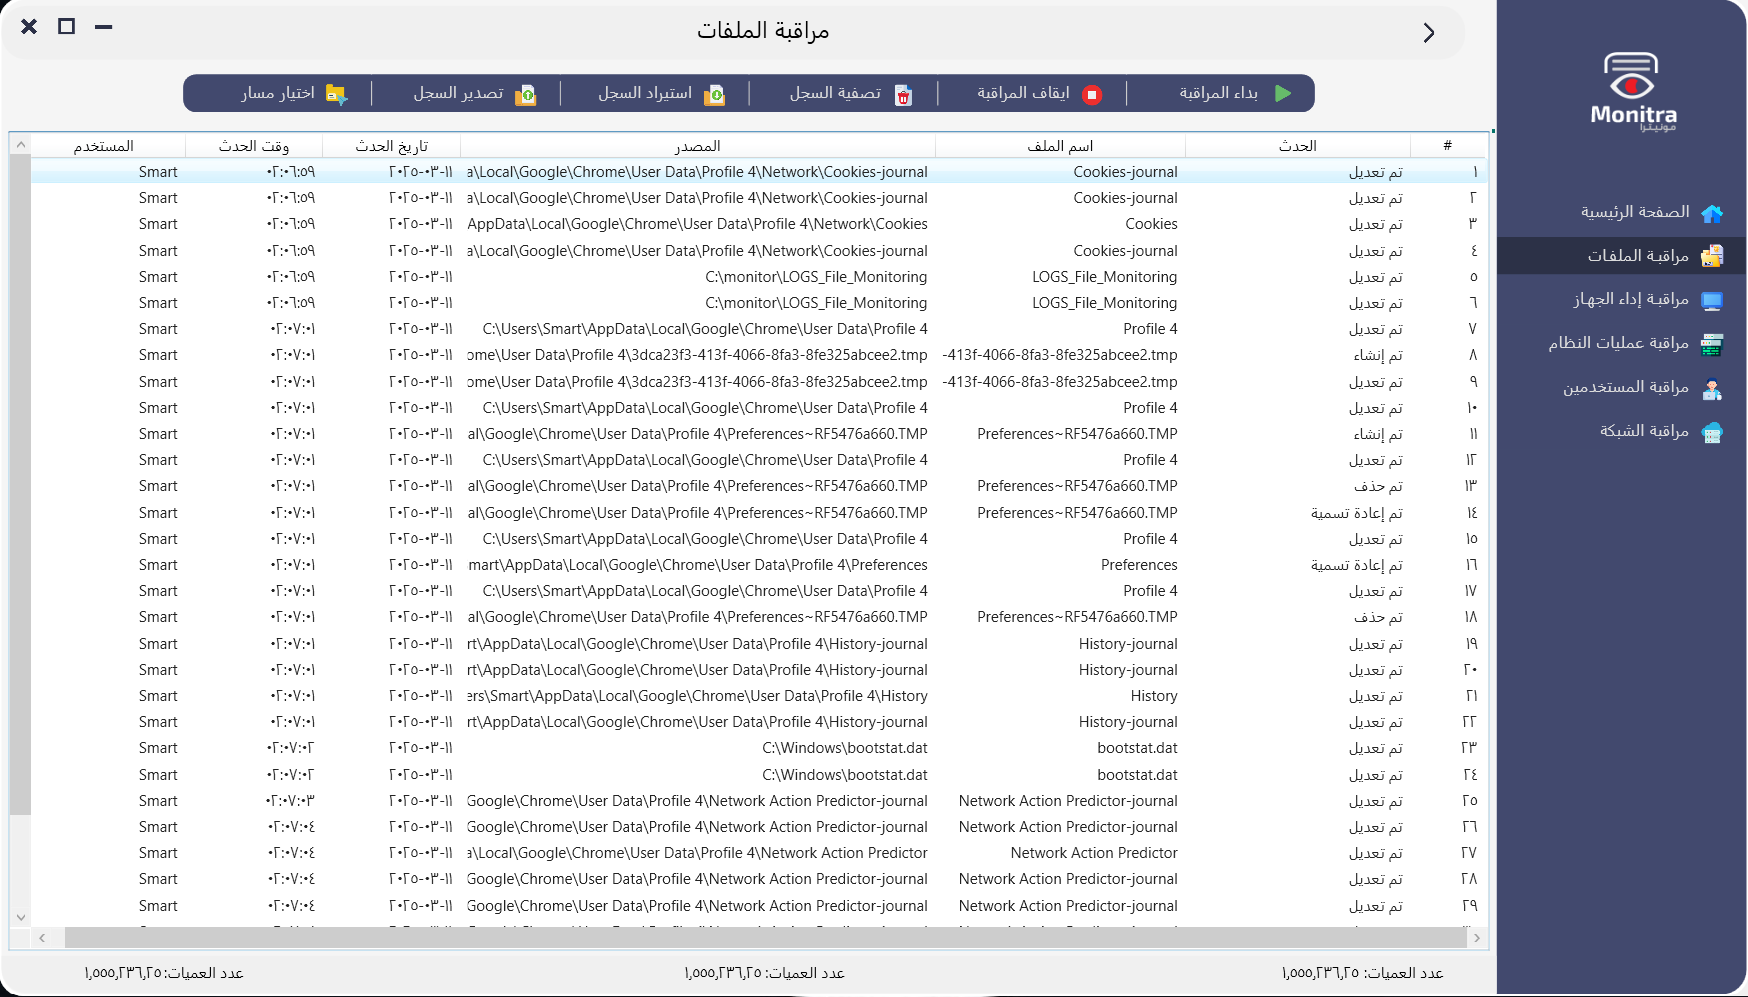 مراقبة الملفات
Monitra
مونيترا
الصفحة الرئيسية
مراقبـة الملفـات
مراقبـة إداء الجهـاز
مراقبة عمليات النظام
مراقبة المستخدمين
مراقبة الشبكة
بداء المراقبة ايقاف المراقبة تصفية السجل استيراد السجل تصدير السجل اختيار مسار
# الحدث اسم الملف المصدر تاريخ الحدث وقت الحدث المستخدم
١ تم تعديل Cookies-journal a\Local\Google\Chrome\User Data\Profile 4\Network\Cookies-journal ٢٠٢٥-٠٣-١١ ٠٢:٠٦:٥٩ Smart
٢ تم تعديل Cookies-journal a\Local\Google\Chrome\User Data\Profile 4\Network\Cookies-journal ٢٠٢٥-٠٣-١١ ٠٢:٠٦:٥٩ Smart
٣ تم تعديل Cookies AppData\Local\Google\Chrome\User Data\Profile 4\Network\Cookies ٢٠٢٥-٠٣-١١ ٠٢:٠٦:٥٩ Smart
٤ تم تعديل Cookies-journal a\Local\Google\Chrome\User Data\Profile 4\Network\Cookies-journal ٢٠٢٥-٠٣-١١ ٠٢:٠٦:٥٩ Smart
٥ تم تعديل LOGS_File_Monitoring C:\monitor\LOGS_File_Monitoring ٢٠٢٥-٠٣-١١ ٠٢:٠٦:٥٩ Smart
٦ تم تعديل LOGS_File_Monitoring C:\monitor\LOGS_File_Monitoring ٢٠٢٥-٠٣-١١ ٠٢:٠٦:٥٩ Smart
٧ تم تعديل Profile 4 C:\Users\Smart\AppData\Local\Google\Chrome\User Data\Profile 4 ٢٠٢٥-٠٣-١١ ٠٢:٠٧:٠١ Smart
٨ تم إنشاء -413f-4066-8fa3-8fe325abcee2.tmp ome\User Data\Profile 4\3dca23f3-413f-4066-8fa3-8fe325abcee2.tmp ٢٠٢٥-٠٣-١١ ٠٢:٠٧:٠١ Smart
٩ تم تعديل -413f-4066-8fa3-8fe325abcee2.tmp ome\User Data\Profile 4\3dca23f3-413f-4066-8fa3-8fe325abcee2.tmp ٢٠٢٥-٠٣-١١ ٠٢:٠٧:٠١ Smart
١٠ تم تعديل Profile 4 C:\Users\Smart\AppData\Local\Google\Chrome\User Data\Profile 4 ٢٠٢٥-٠٣-١١ ٠٢:٠٧:٠١ Smart
١١ تم إنشاء Preferences~RF5476a660.TMP al\Google\Chrome\User Data\Profile 4\Preferences~RF5476a660.TMP ٢٠٢٥-٠٣-١١ ٠٢:٠٧:٠١ Smart
١٢ تم تعديل Profile 4 C:\Users\Smart\AppData\Local\Google\Chrome\User Data\Profile 4 ٢٠٢٥-٠٣-١١ ٠٢:٠٧:٠١ Smart
١٣ تم حذف Preferences~RF5476a660.TMP al\Google\Chrome\User Data\Profile 4\Preferences~RF5476a660.TMP ٢٠٢٥-٠٣-١١ ٠٢:٠٧:٠١ Smart
١٤ تم إعادة تسمية Preferences~RF5476a660.TMP al\Google\Chrome\User Data\Profile 4\Preferences~RF5476a660.TMP ٢٠٢٥-٠٣-١١ ٠٢:٠٧:٠١ Smart
١٥ تم تعديل Profile 4 C:\Users\Smart\AppData\Local\Google\Chrome\User Data\Profile 4 ٢٠٢٥-٠٣-١١ ٠٢:٠٧:٠١ Smart
١٦ تم إعادة تسمية Preferences mart\AppData\Local\Google\Chrome\User Data\Profile 4\Preferences ٢٠٢٥-٠٣-١١ ٠٢:٠٧:٠١ Smart
١٧ تم تعديل Profile 4 C:\Users\Smart\AppData\Local\Google\Chrome\User Data\Profile 4 ٢٠٢٥-٠٣-١١ ٠٢:٠٧:٠١ Smart
١٨ تم حذف Preferences~RF5476a660.TMP al\Google\Chrome\User Data\Profile 4\Preferences~RF5476a660.TMP ٢٠٢٥-٠٣-١١ ٠٢:٠٧:٠١ Smart
١٩ تم تعديل History-journal rt\AppData\Local\Google\Chrome\User Data\Profile 4\History-journal ٢٠٢٥-٠٣-١١ ٠٢:٠٧:٠١ Smart
٢٠ تم تعديل History-journal rt\AppData\Local\Google\Chrome\User Data\Profile 4\History-journal ٢٠٢٥-٠٣-١١ ٠٢:٠٧:٠١ Smart
٢١ تم تعديل History ers\Smart\AppData\Local\Google\Chrome\User Data\Profile 4\History ٢٠٢٥-٠٣-١١ ٠٢:٠٧:٠١ Smart
٢٢ تم تعديل History-journal rt\AppData\Local\Google\Chrome\User Data\Profile 4\History-journal ٢٠٢٥-٠٣-١١ ٠٢:٠٧:٠١ Smart
٢٣ تم تعديل bootstat.dat C:\Windows\bootstat.dat ٢٠٢٥-٠٣-١١ ٠٢:٠٧:٠٢ Smart
٢٤ تم تعديل bootstat.dat C:\Windows\bootstat.dat ٢٠٢٥-٠٣-١١ ٠٢:٠٧:٠٢ Smart
٢٥ تم تعديل Network Action Predictor-journal Google\Chrome\User Data\Profile 4\Network Action Predictor-journal ٢٠٢٥-٠٣-١١ ٠٢:٠٧:٠٣ Smart
٢٦ تم تعديل Network Action Predictor-journal Google\Chrome\User Data\Profile 4\Network Action Predictor-journal ٢٠٢٥-٠٣-١١ ٠٢:٠٧:٠٤ Smart
٢٧ تم تعديل Network Action Predictor a\Local\Google\Chrome\User Data\Profile 4\Network Action Predictor ٢٠٢٥-٠٣-١١ ٠٢:٠٧:٠٤ Smart
٢٨ تم تعديل Network Action Predictor-journal Google\Chrome\User Data\Profile 4\Network Action Predictor-journal ٢٠٢٥-٠٣-١١ ٠٢:٠٧:٠٤ Smart
٢٩ تم تعديل Network Action Predictor-journal Google\Chrome\User Data\Profile 4\Network Action Predictor-journal ٢٠٢٥-٠٣-١١ ٠٢:٠٧:٠٤ Smart
عدد العميات: ١,٥٥٥,٢٣٦,٢٥ عدد العميات: ١,٥٥٥,٢٣٦,٢٥ عدد العميات: ١,٥٥٥,٢٣٦,٢٥